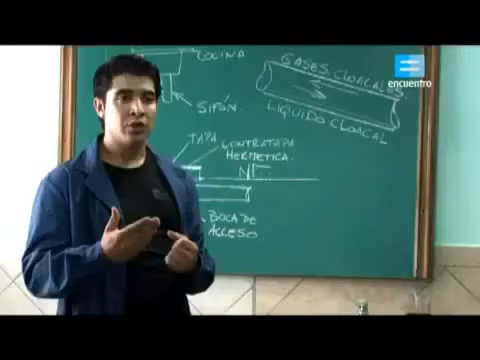 COCINA
SIFÓN
TAPA
CONTRATAPA
HERMETICA.
BOCA DE
ACCESO
GASES CLOACALES
LIQUIDO CLOACAL
encuentro